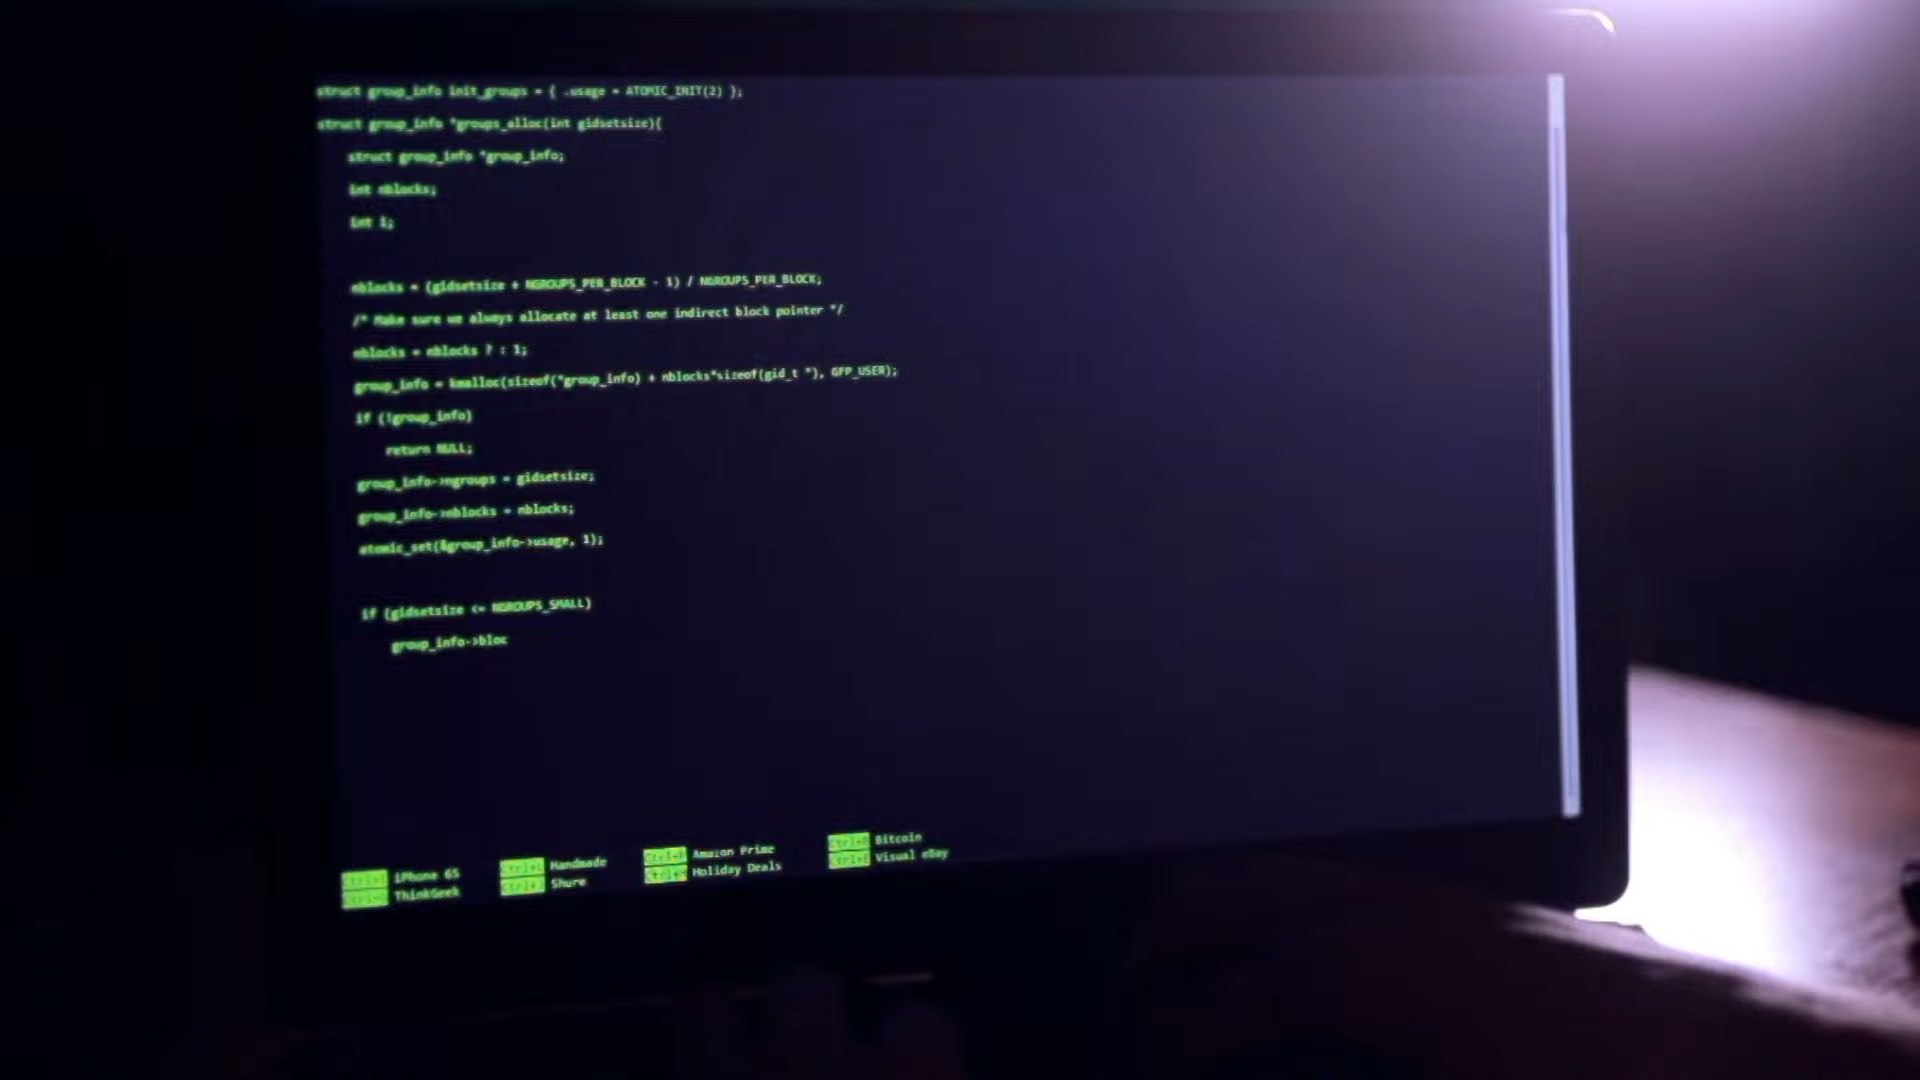 struct group_info init_groups = { .usage = ATOMIC_INIT(2) };
struct group_info *groups_alloc(int gidsetsize){
struct group_info *group_info;
int nblocks;
int i;
nblocks = (gidsetsize + NGROUPS_PER_BLOCK - 1) / NGROUPS_PER_BLOCK;
/* Make sure we always allocate at least one indirect block pointer */
nblocks = nblocks ? : 1;
group_info = kmalloc(sizeof(*group_info) + nblocks*sizeof(gid_t *), GFP_USER);
if (!group_info)
return NULL;
group_info->ngroups = gidsetsize;
group_info->nblocks = nblocks;
atomic_set(&group_info->usage, 1);
if (gidsetsize <= NGROUPS_SMALL)
group_info->bloc
iPhone 6S Handmade Amazon Prime Bitcoin
ThinkGeek Shure Holiday Deals Visual eBay